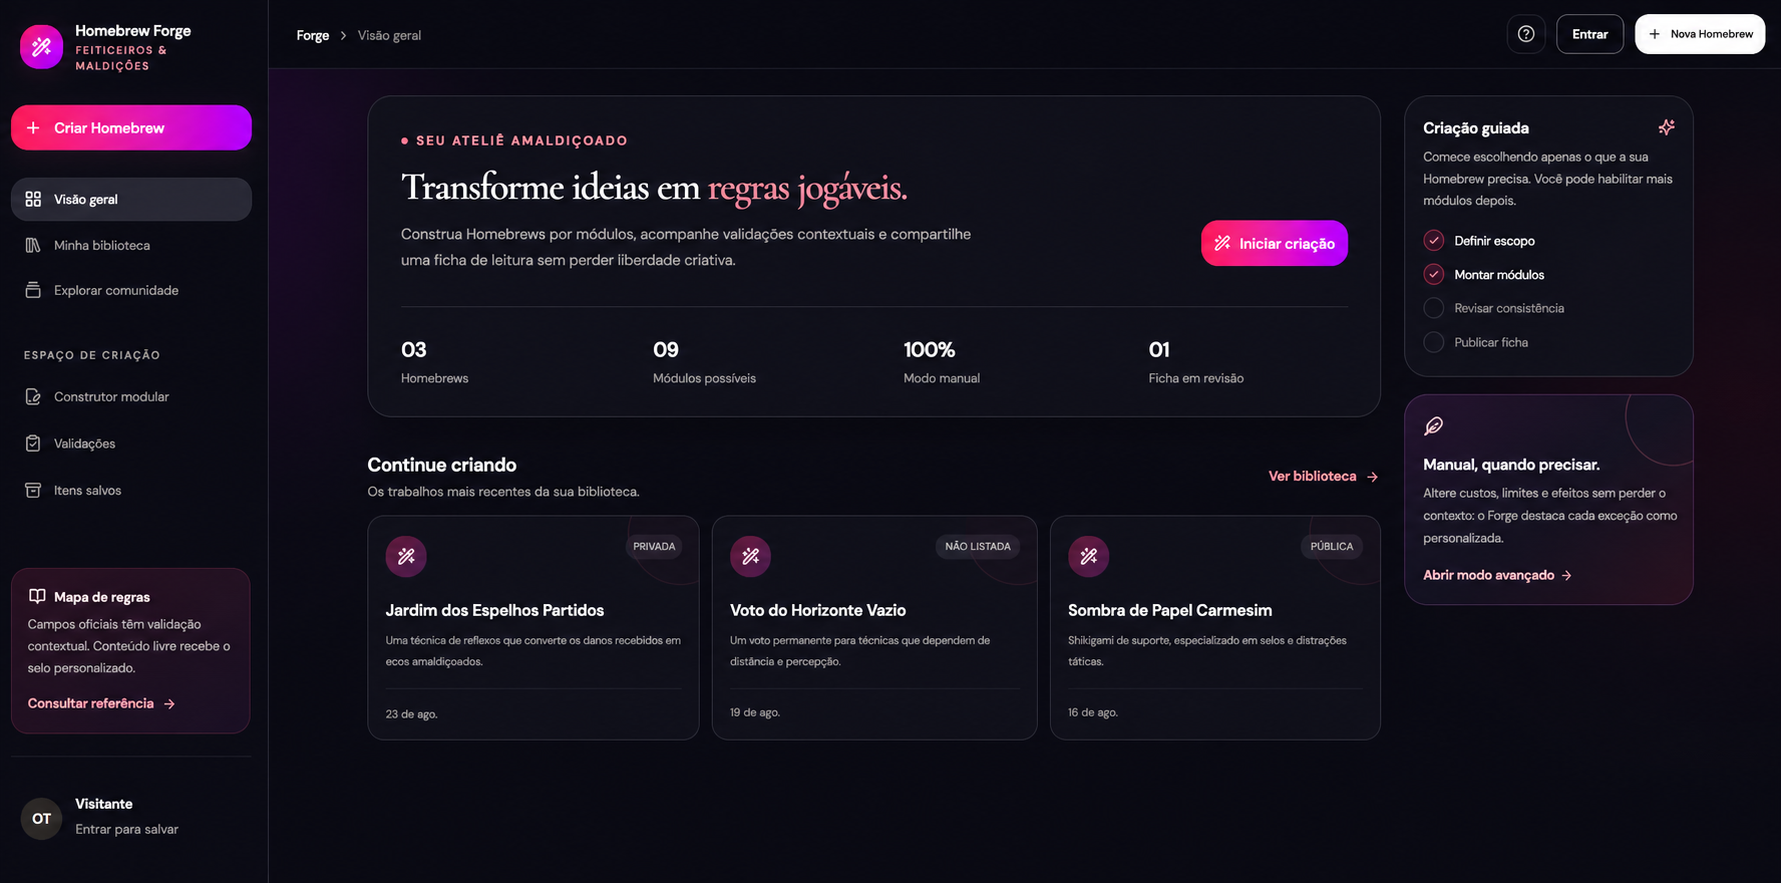 Homebrew Forge
FEITICEIROS &
MALDIÇÕES
Criar Homebrew
Visão geral
Minha biblioteca
Explorar comunidade
ESPAÇO DE CRIAÇÃO
Construtor modular
Validações
Itens salvos
Mapa de regras
Campos oficiais têm validação
contextual. Conteúdo livre recebe o
selo personalizado.
Consultar referência
OT
Visitante
Entrar para salvar
Forge
Visão geral
Entrar
Nova Homebrew
SEU ATELIÊ AMALDIÇOADO
Transforme ideias em regras jogáveis.
Construa Homebrews por módulos, acompanhe validações contextuais e compartilhe
uma ficha de leitura sem perder iiberdade criativa.
Iniciar criação
03
Homebrews
09
Módulos possíveis
100%
Modo manual
01
Ficha em revisão
Continue criando
Os trabalhos mais recentes da sua biblioteca.
Ver biblioteca
PRIVADA
Jardim dos Espelhos Partidos
Uma técnica de reflexos que converte os danos recebidos em
ecos amaldiçoados.
23 de ago.
NÃO LISTADA
Voto do Horizonte Vazio
Um voto permanente para técnicas que dependem de
distância e percepção.
19 de ago.
PÚBLICA
Sombra de Papel Carmesim
Shikigami de suporte, especializado em selos e distrações
táticas.
16 de ago.
Criação guiada
Comece escolhendo apenas o que a sua
Homebrew precisa. Você pode habilitar mais
módulos depois.
Definir escopo
Montar módulos
Revisar consistência
Publicar ficha
Manual, quando precisar.
Altere custos, limites e efeitos sem perder o
contexto: o Forge destaca cada exceção como
personalizada.
Abrir modo avançado